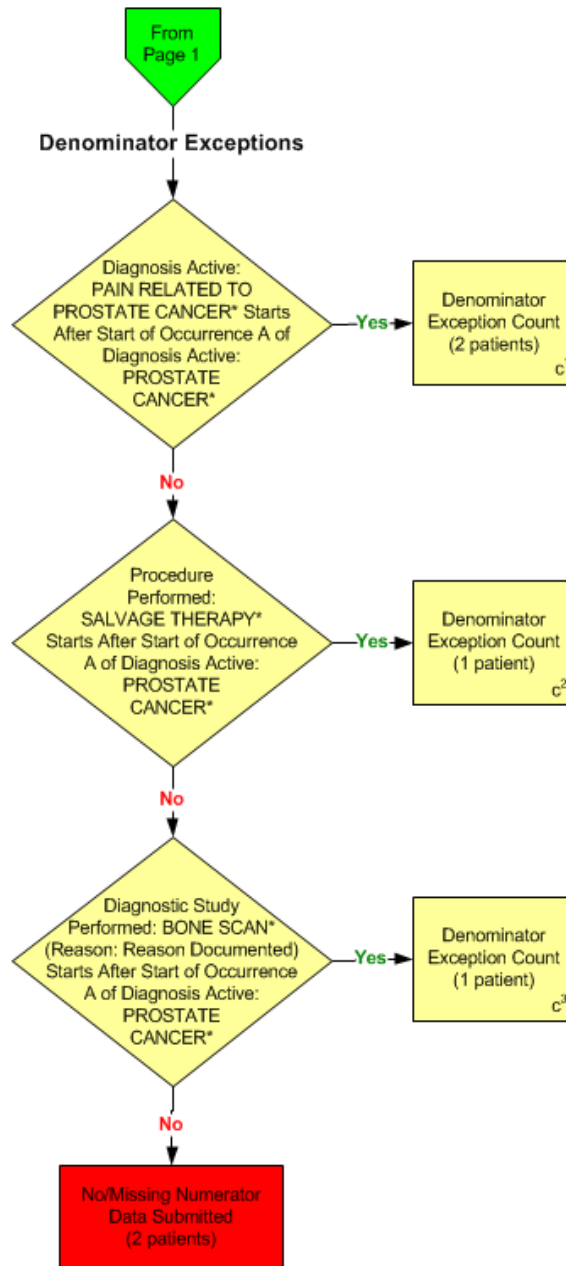 From
Page 1
Denominator Exceptions
Diagnosis Active:
PAIN RELATED TO
PROSTATE CANCER* Starts
After Start of Occurrence A of
Diagnosis Active:
PROSTATE
CANCER*
Yes
Denominator
Exception Count
(2 patients)
c
No
Procedure
Performed:
SALVAGE THERAPY*
Starts After Start of Occurrence
A of Diagnosis Active:
PROSTATE
CANCER*
Yes
Denominator
Exception Count
(1 patient)
c²
No
Diagnostic Study
Performed: BONE SCAN*
(Reason: Reason Documented)
Starts After Start of Occurrence
A of Diagnosis Active:
PROSTATE
CANCER*
Yes
Denominator
Exception Count
(1 patient)
c³
No
No/Missing Numerator
Data Submitted
(2 patients)